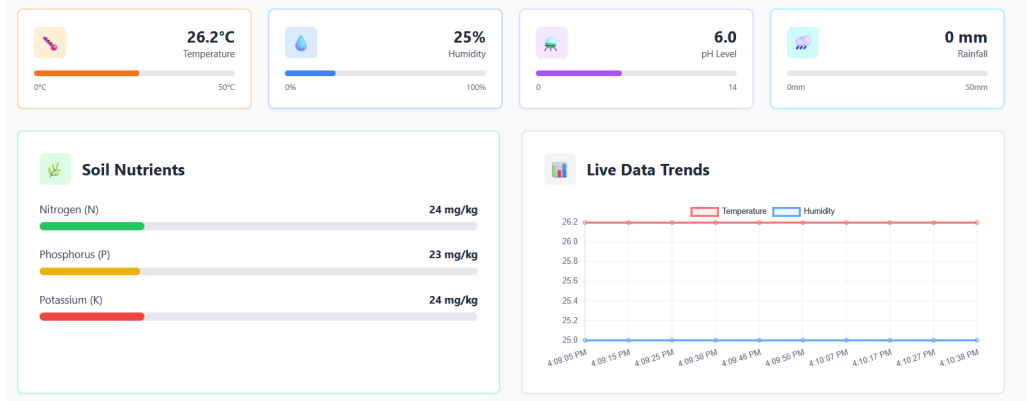 26.2°C
Temperature
0°C 50°C
25%
Humidity
0% 100%
6.0
pH Level
0 14
0 mm
Rainfall
0mm 50mm
Soil Nutrients
Nitrogen (N) 24 mg/kg
Phosphorus (P) 23 mg/kg
Potassium (K) 24 mg/kg
Live Data Trends
Temperature Humidity
26.2
26.0
25.8
25.6
25.4
25.2
25.0
4:09:05 PM 4:09:15 PM 4:09:25 PM 4:09:36 PM 4:09:46 PM 4:09:56 PM 4:10:07 PM 4:10:17 PM 4:10:27 PM 4:10:38 PM